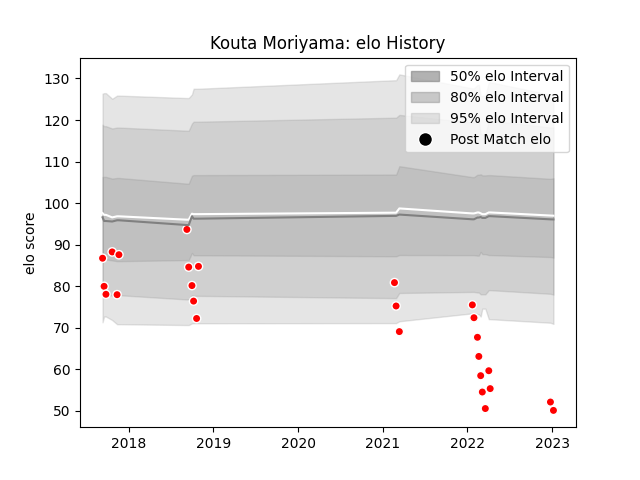 Kouta Moriyama: elo History
50% elo Interval
80% elo Interval
95% elo Interval
Post Match elo
elo score
130
120
110
100
90
80
70
60
50
2018 2019 2020 2021 2022 2023